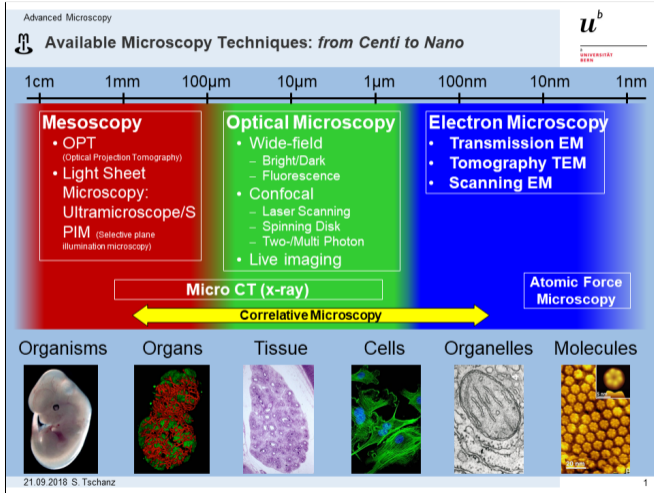 Advanced Microscopy
Available Microscopy Techniques: from Centi to Nano
u^b
b
UNIVERSITÄT
BERN
1cm 1mm 100µm 10µm 1µm 100nm 10nm 1nm
Mesoscopy
• OPT
(Optical Projection Tomography)
• Light Sheet
Microscopy:
Ultramicroscope/S
PIM (Selective plane
illumination microscopy)
Optical Microscopy
• Wide-field
– Bright/Dark
– Fluorescence
• Confocal
– Laser Scanning
– Spinning Disk
– Two-/Multi Photon
• Live imaging
Electron Microscopy
• Transmission EM
• Tomography TEM
• Scanning EM
Micro CT (x-ray)
Atomic Force
Microscopy
Correlative Microscopy
Organisms Organs Tissue Cells Organelles Molecules
21.09.2018 S. Tschanz
1